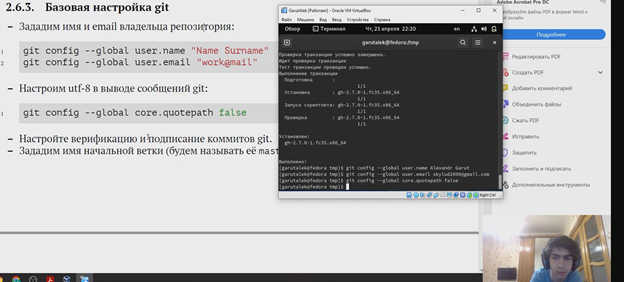 2.6.3. Базовая настройка git
– Зададим имя и email владельца репозитория:
1 git config --global user.name "Name Surname"
2 git config --global user.email "work@mail"
– Настроим utf-8 в выводе сообщений git:
1 git config --global core.quotepath false
– Настройте верификацию и подписание коммитов git.
– Зададим имя начальной ветки (будем называть её mast
GarutAlek [Работает] - Oracle VM VirtualBox
Файл Машина Вид Ввод Устройства Справка
Обзор Терминал Чт, 21 апреля 22:20 en
garutalek@fedora:/tmp
Проверка транзакции успешно завершена.
Идет проверка транзакции
Тест транзакции проведен успешно.
Выполнение транзакции
Подготовка :
1/1
Установка : gh-2.7.0-1.fc35.x86_64
1/1
Запуск скриптлета: gh-2.7.0-1.fc35.x86_64
1/1
Проверка : gh-2.7.0-1.fc35.x86_64
1/1
Установлен:
gh-2.7.0-1.fc35.x86_64
Выполнено!
[garutalek@fedora tmp]$ git config --global user.name Alexandr Garut
[garutalek@fedora tmp]$ git config --global user.email skylud2000@gmail.com
[garutalek@fedora tmp]$ git config --global core.quotepath false
[garutalek@fedora tmp]$
Right Ctrl
Adobe Acrobat Pro DC
Подробнее
Редактировать PDF
Создать PDF
Добавить комментарий
Объединить файлы
Сжать PDF
Исправить
Защитить
Заполнить и подписать
Дополнительные инструменты